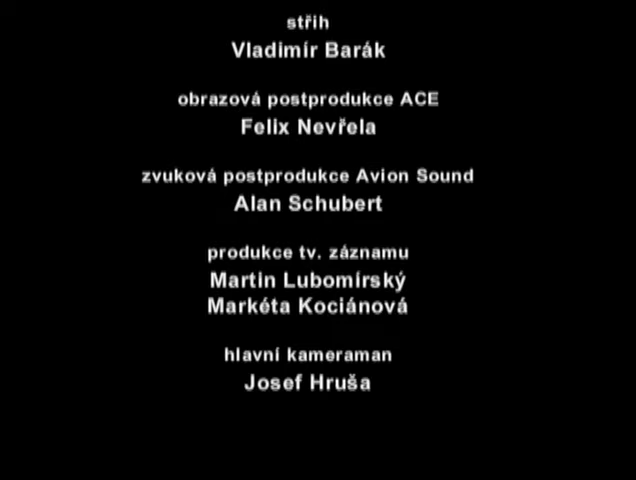 střih
Vladimír Barák
obrazová postprodukce ACE
Felix Nevřela
zvuková postprodukce Avion Sound
Alan Schubert
produkce tv. záznamu
Martin Lubomírský
Markéta Kociánová
hlavní kameraman
Josef Hruša